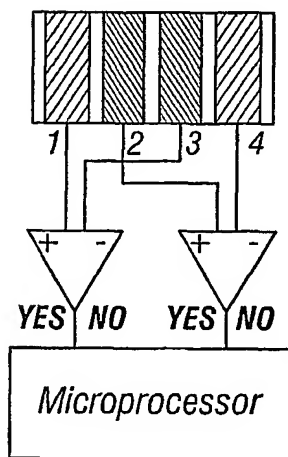 1 2 3 4
+ - + -
YES NO YES NO
Microprocessor